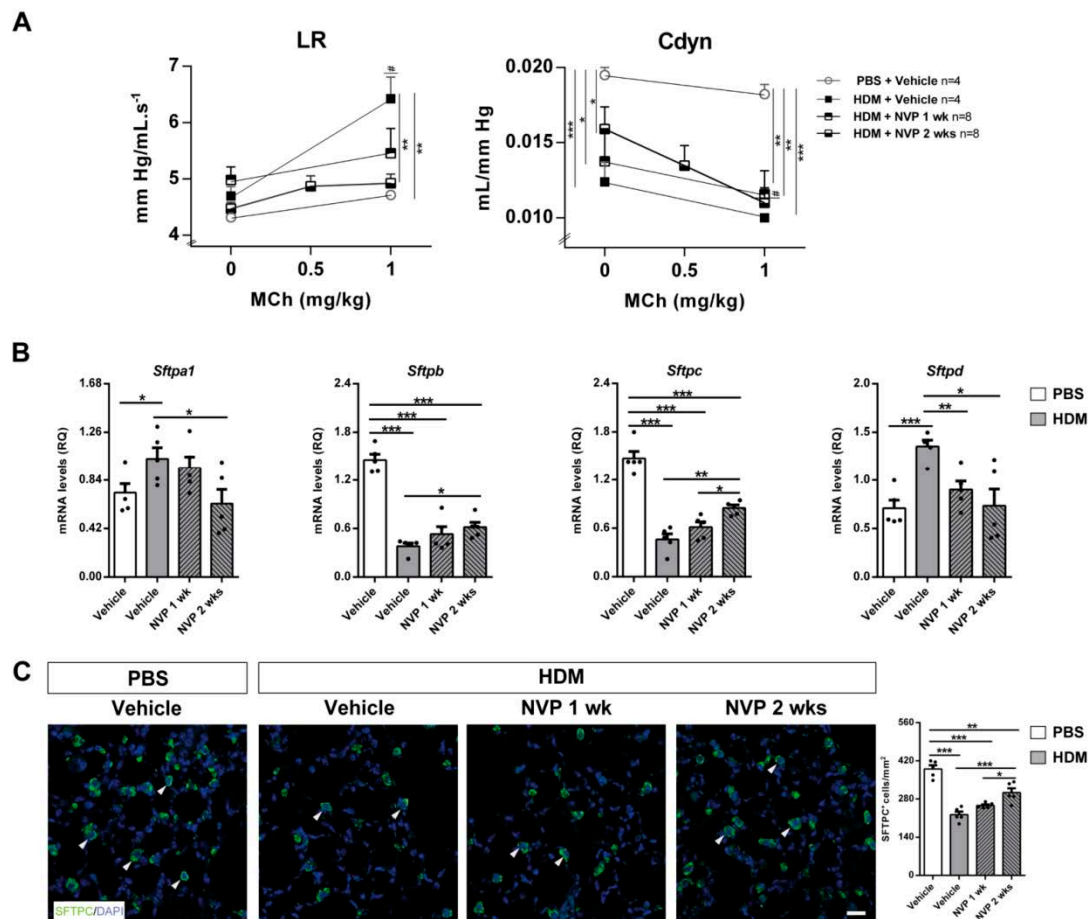 A
LR
Cdyn
mm Hg/mL.s⁻¹
7
6
5
4
0
0.5
1
MCh (mg/kg)
#
**
**
mL/mm Hg
0.020
0.015
0.010
0
0.5
1
MCh (mg/kg)
***
*
*
**
**
***
#
PBS + Vehicle n=4
HDM + Vehicle n=4
HDM + NVP 1 wk n=8
HDM + NVP 2 wks n=8
B
Sftpa1
mRNA levels (RQ)
1.68
1.26
0.84
0.42
0.00
*
*
Vehicle
Vehicle
NVP 1 wk
NVP 2 wks
Sftpb
mRNA levels (RQ)
2.4
1.8
1.2
0.6
0.0
***
***
***
*
Vehicle
Vehicle
NVP 1 wk
NVP 2 wks
Sftpc
mRNA levels (RQ)
2.4
1.8
1.2
0.6
0.0
***
***
***
**
*
Vehicle
Vehicle
NVP 1 wk
NVP 2 wks
Sftpd
mRNA levels (RQ)
2.0
1.5
1.0
0.5
0.0
*
**
***
Vehicle
Vehicle
NVP 1 wk
NVP 2 wks
PBS
HDM
C
PBS
HDM
Vehicle
Vehicle
NVP 1 wk
NVP 2 wks
SFTPC/DAPI
SFTPC⁺ cells/mm²
560
420
280
140
0
**
***
***
***
*
Vehicle
Vehicle
NVP 1 wk
NVP 2 wks
PBS
HDM